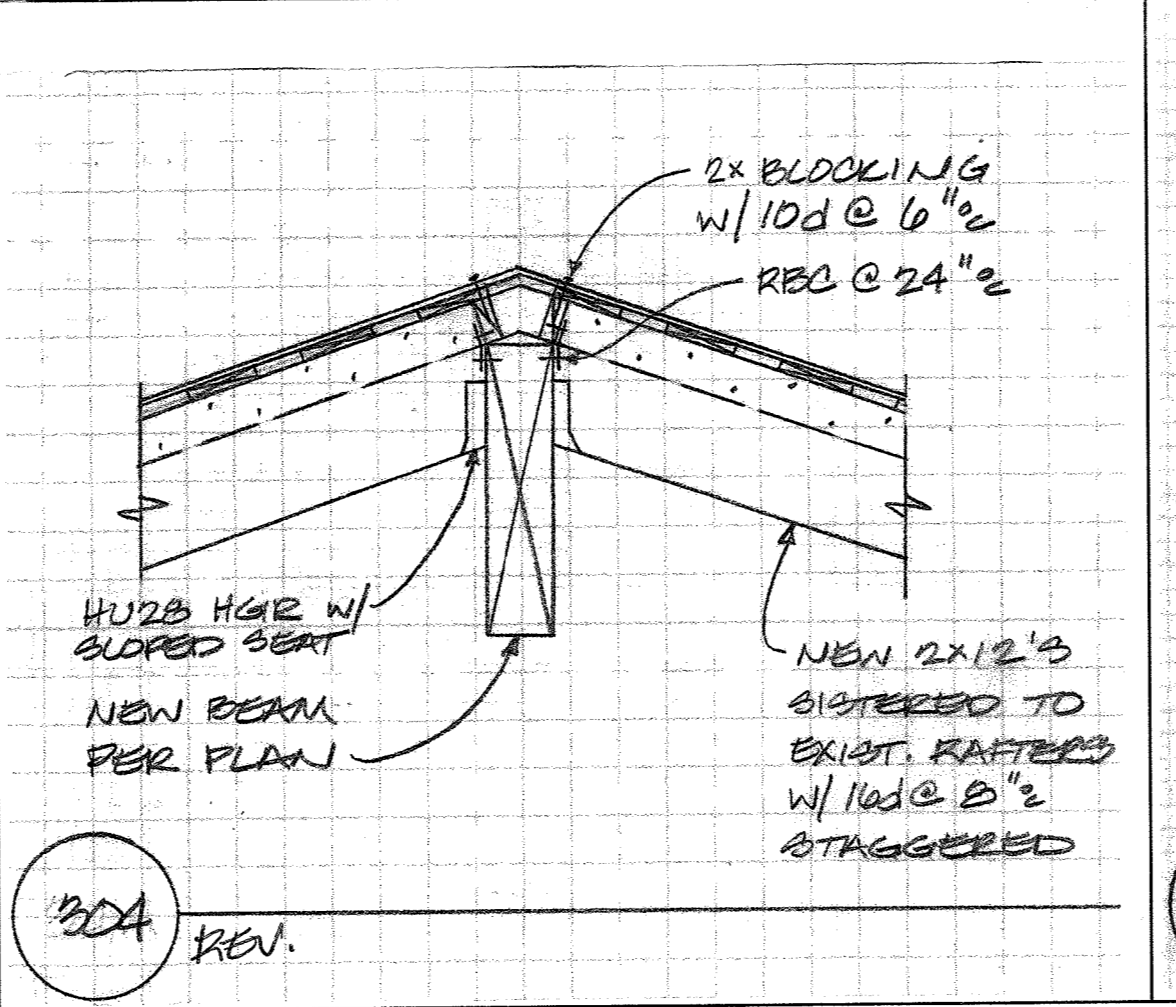 2x BLOCKING
W/ 10d @ 6" oc
RBC @ 24" oc
HU28 HGR W/
SLOPED SEAT
NEW BEAM
PER PLAN
NEW 2x12'S
SISTERED TO
EXIST. RAFTERS
W/ 16d @ 8" oc
STAGGERED
304
REV.